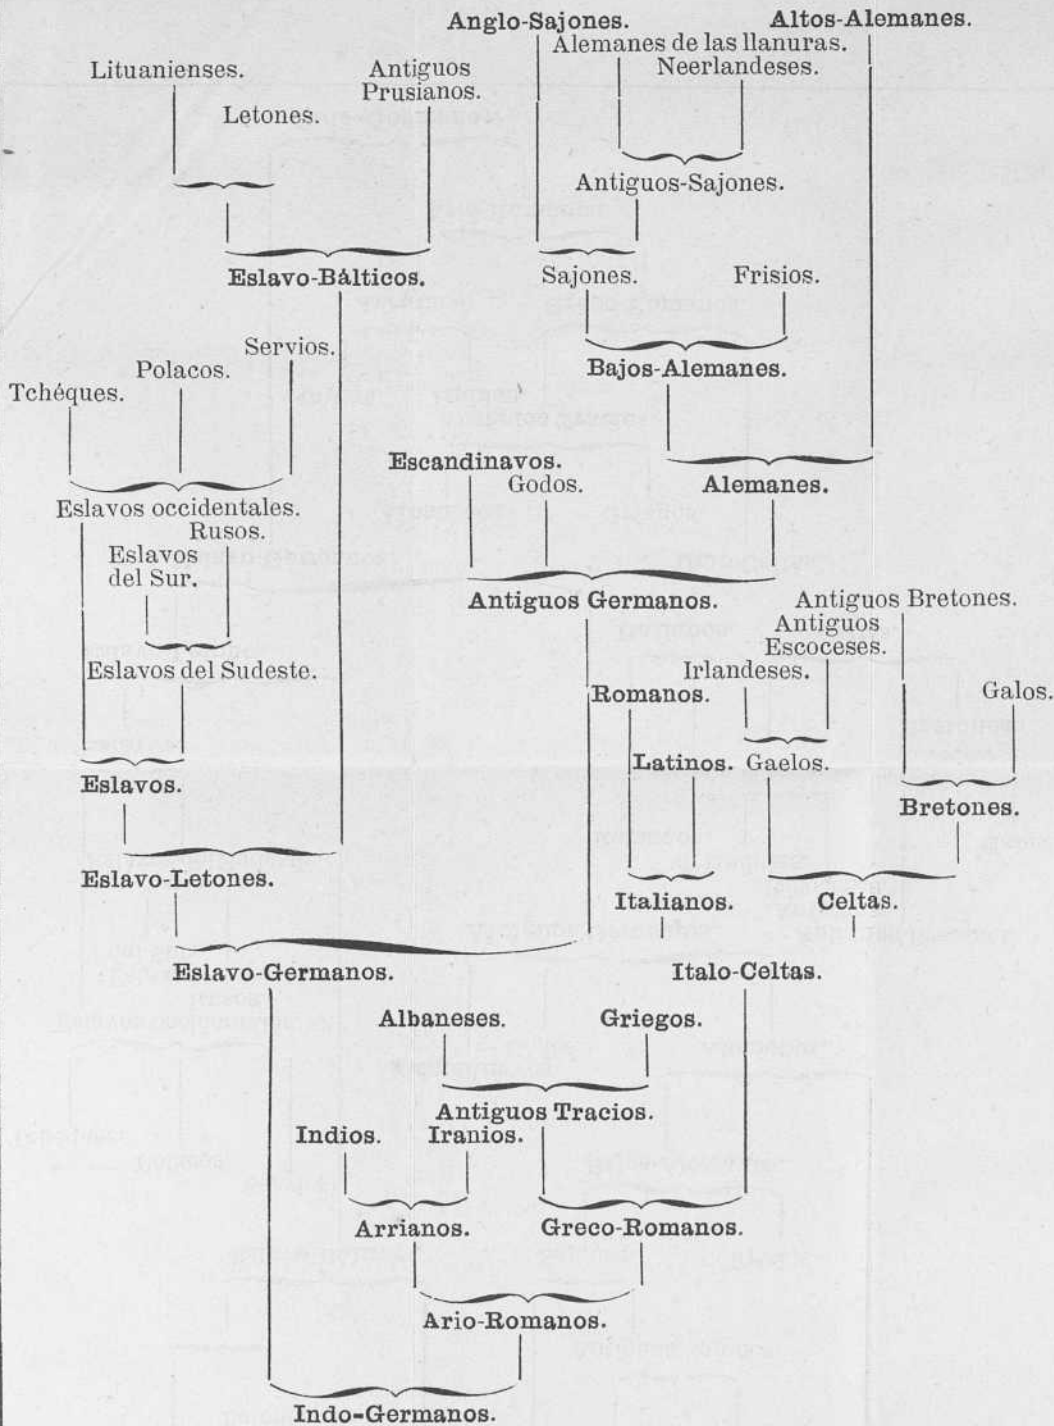 Anglo-Sajones.
Altos-Alemanes.
Alemanes de las llanuras.
Neerlandeses.
Lituanienses.
Antiguos
Prusianos.
Letones.
Antiguos-Sajones.
Eslavo-Bálticos.
Sajones.
Frisios.
Servios.
Polacos.
Tchéques.
Bajos-Alemanes.
Escandinavos.
Godos.
Alemanes.
Eslavos occidentales.
Rusos.
Eslavos
del Sur.
Antiguos Germanos.
Antiguos Bretones.
Antiguos
Escoceses.
Irlandeses.
Eslavos del Sudeste.
Romanos.
Galos.
Latinos.
Gaelos.
Eslavos.
Bretones.
Eslavo-Letones.
Italianos.
Celtas.
Eslavo-Germanos.
Italo-Celtas.
Albaneses.
Griegos.
Antiguos Tracios.
Indios.
Iranios.
Arrianos.
Greco-Romanos.
Ario-Romanos.
Indo-Germanos.